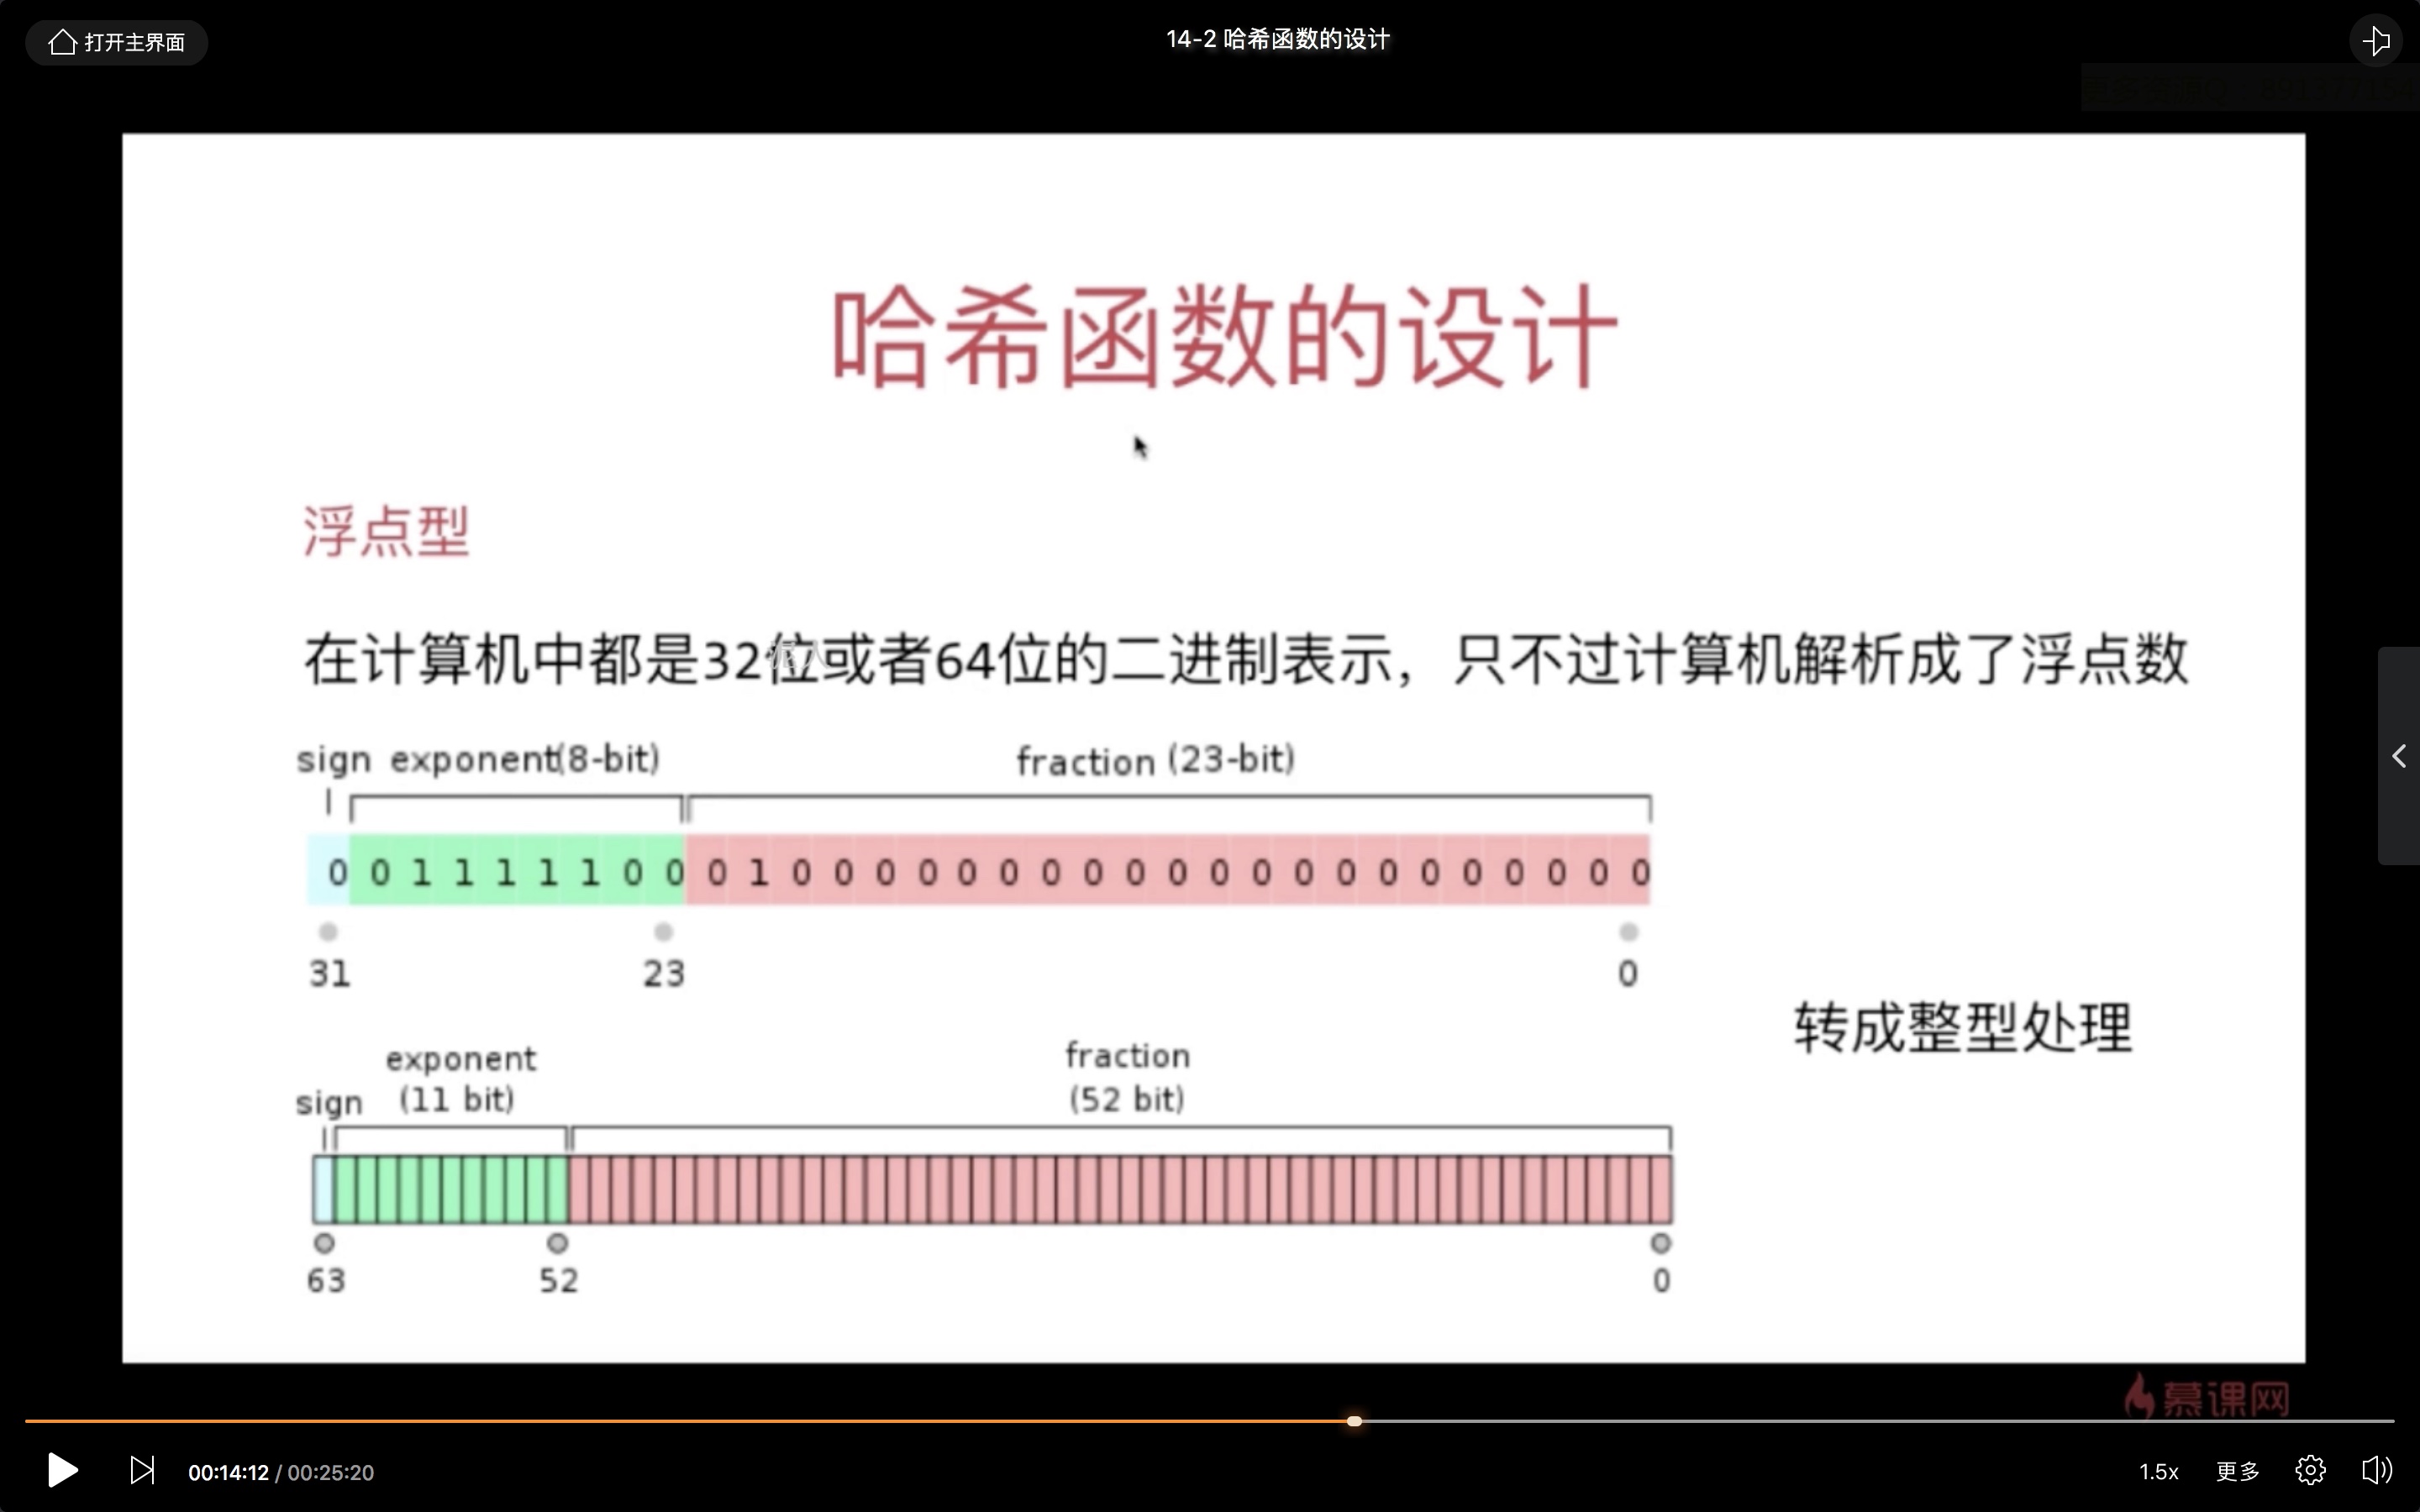 打开主界面
14-2 哈希函数的设计
哈希函数的设计
浮点型
在计算机中都是32位或者64位的二进制表示，只不过计算机解析成了浮点数
sign exponent(8-bit) fraction (23-bit)
0 0 1 1 1 1 1 0 0 0 1 0 0 0 0 0 0 0 0 0 0 0 0 0 0 0 0 0 0 0 0 0
31 23 0
转成整型处理
exponent fraction
sign (11 bit) (52 bit)
63 52 0
慕课网
00:14:12 / 00:25:20 1.5x 更多